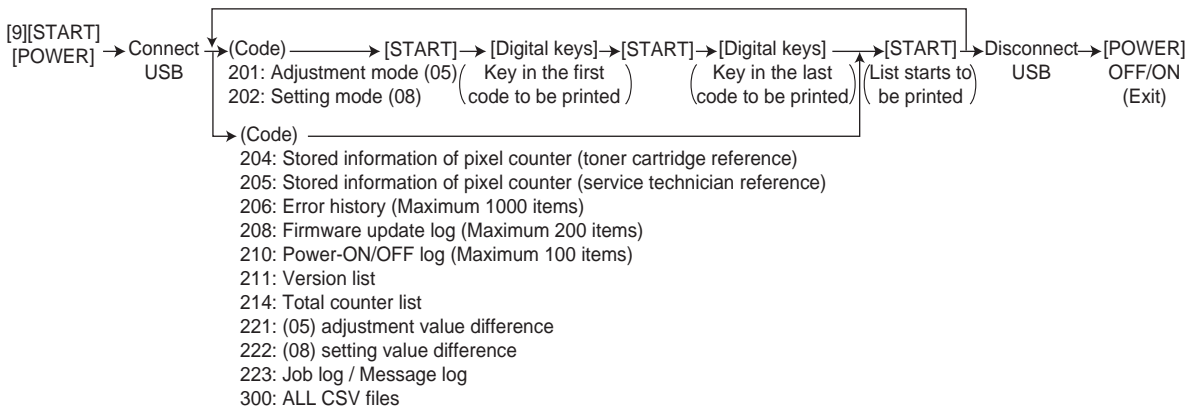 [9][START]
[POWER]
Connect
USB
(Code)
201: Adjustment mode (05)
202: Setting mode (08)
[START]
[Digital keys]
Key in the first
code to be printed
[START]
[Digital keys]
Key in the last
code to be printed
[START]
List starts to
be printed
Disconnect
USB
[POWER]
OFF/ON
(Exit)
(Code)
204: Stored information of pixel counter (toner cartridge reference)
205: Stored information of pixel counter (service technician reference)
206: Error history (Maximum 1000 items)
208: Firmware update log (Maximum 200 items)
210: Power-ON/OFF log (Maximum 100 items)
211: Version list
214: Total counter list
221: (05) adjustment value difference
222: (08) setting value difference
223: Job log / Message log
300: ALL CSV files